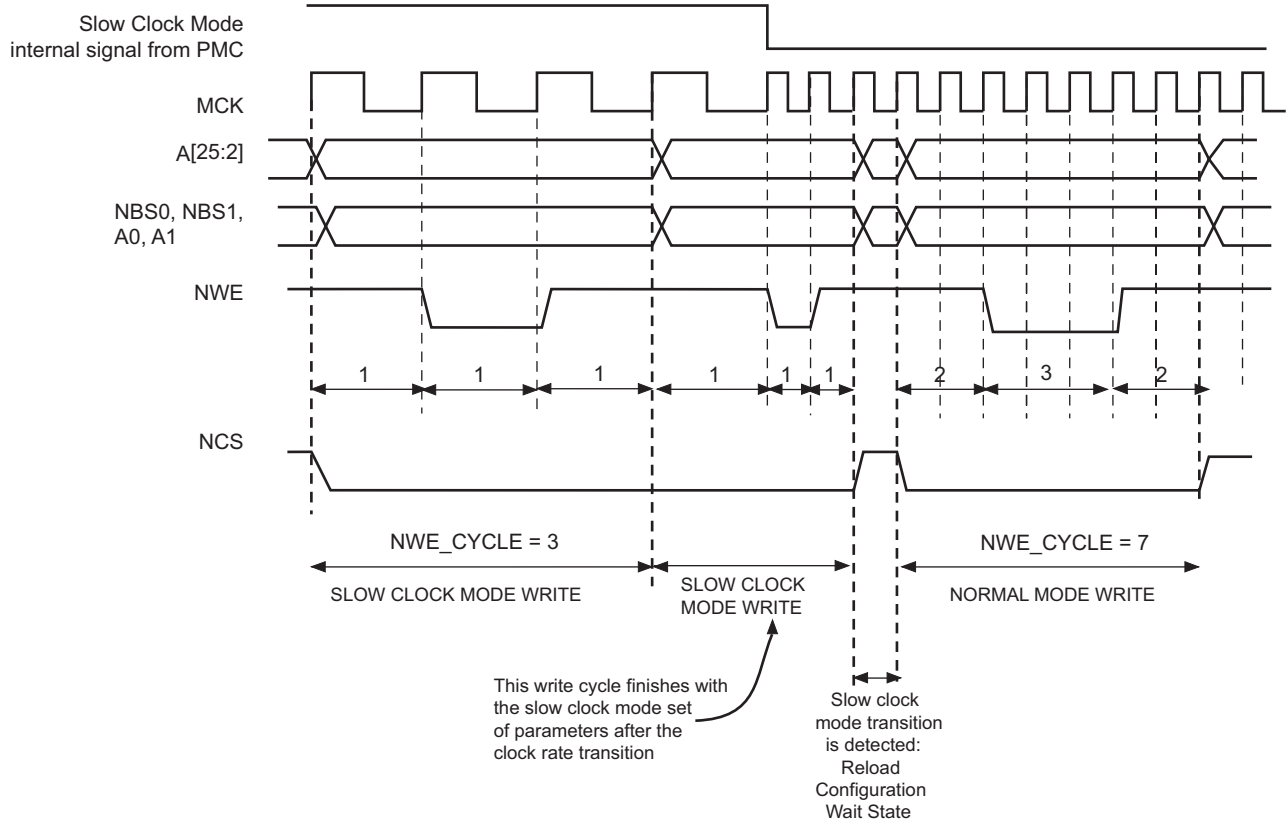 Slow Clock Mode
internal signal from PMC
MCK
A[25:2]
NBS0, NBS1,
A0, A1
NWE
1 1 1 1 1 1 2 3 2
NCS
NWE_CYCLE = 3
NWE_CYCLE = 7
SLOW CLOCK MODE WRITE
SLOW CLOCK
MODE WRITE
NORMAL MODE WRITE
This write cycle finishes with
the slow clock mode set
of parameters after the
clock rate transition
Slow clock
mode transition
is detected:
Reload
Configuration
Wait State